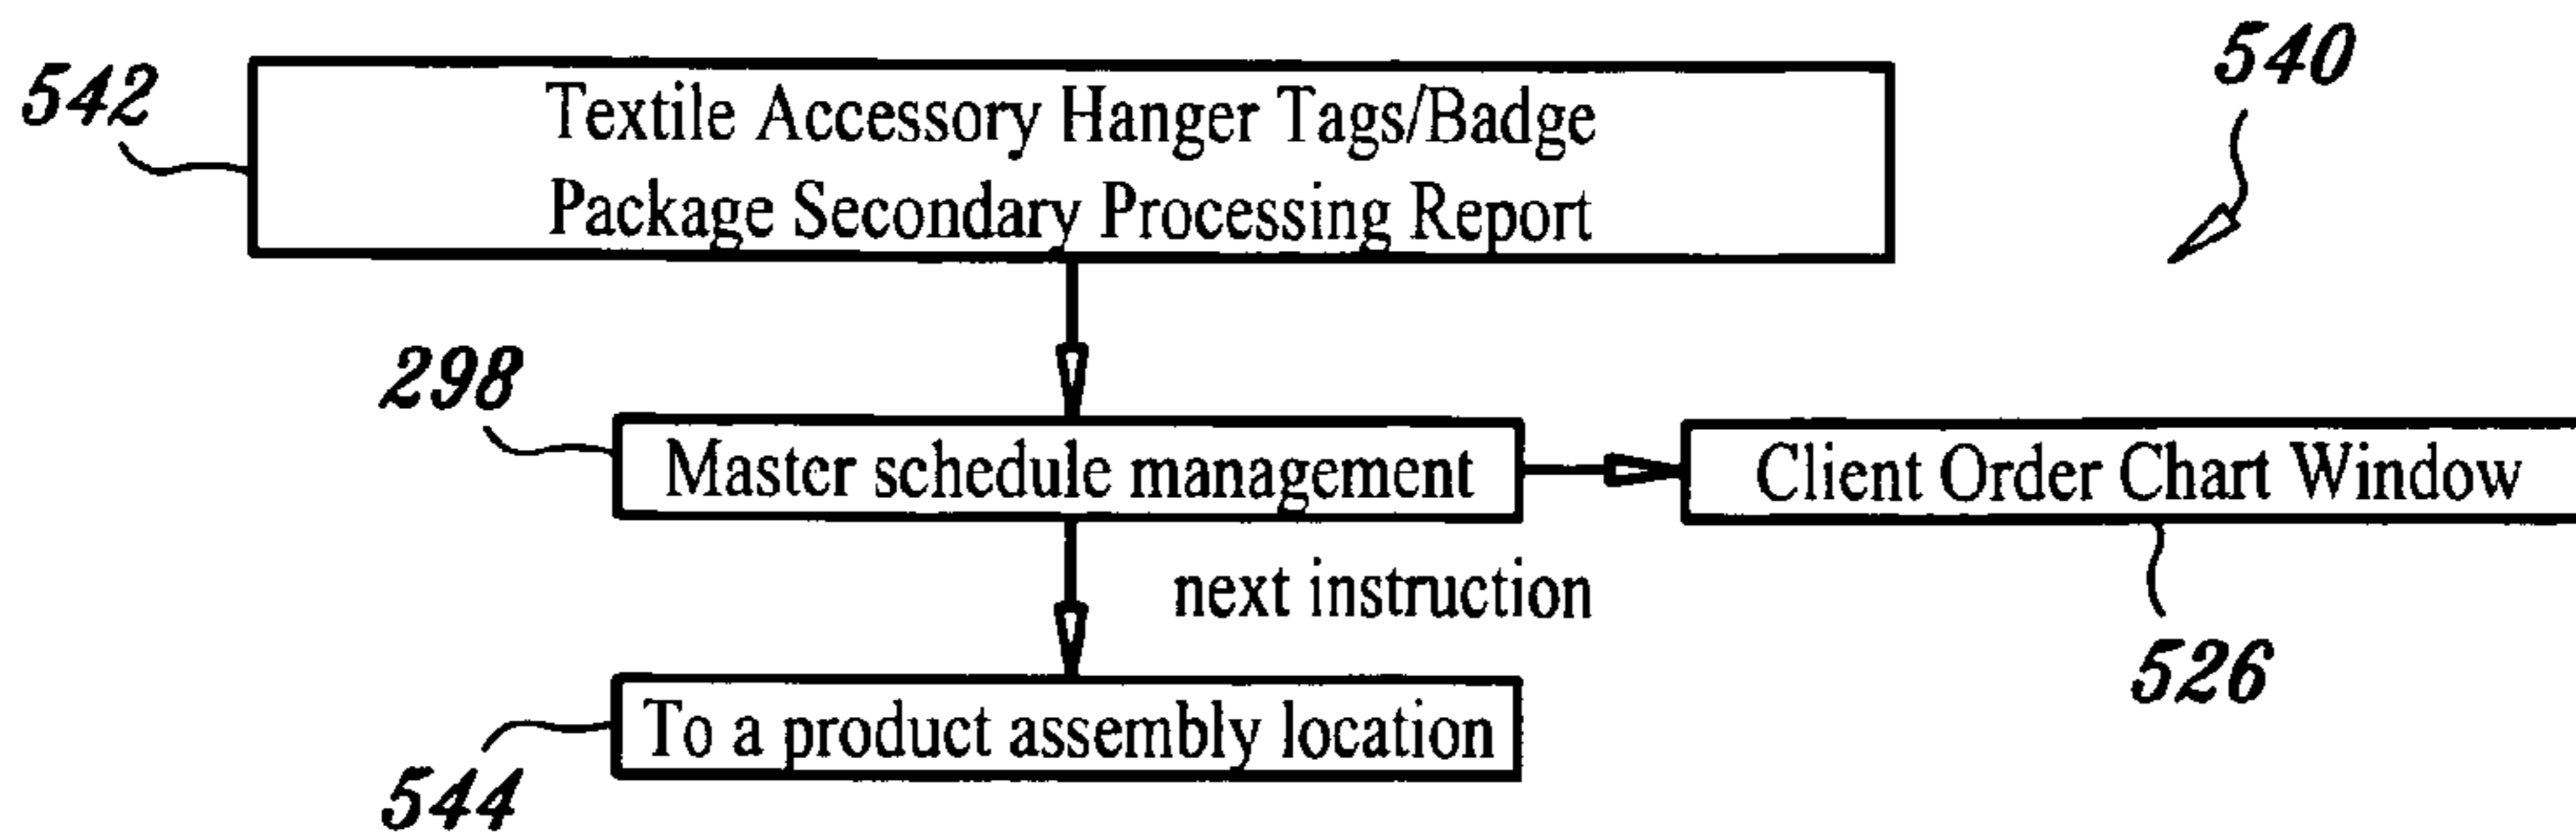 540
542
Textile Accessory Hanger Tags/Badge
Package Secondary Processing Report
298
Master schedule management
Client Order Chart Window
next instruction
526
To a product assembly location
544